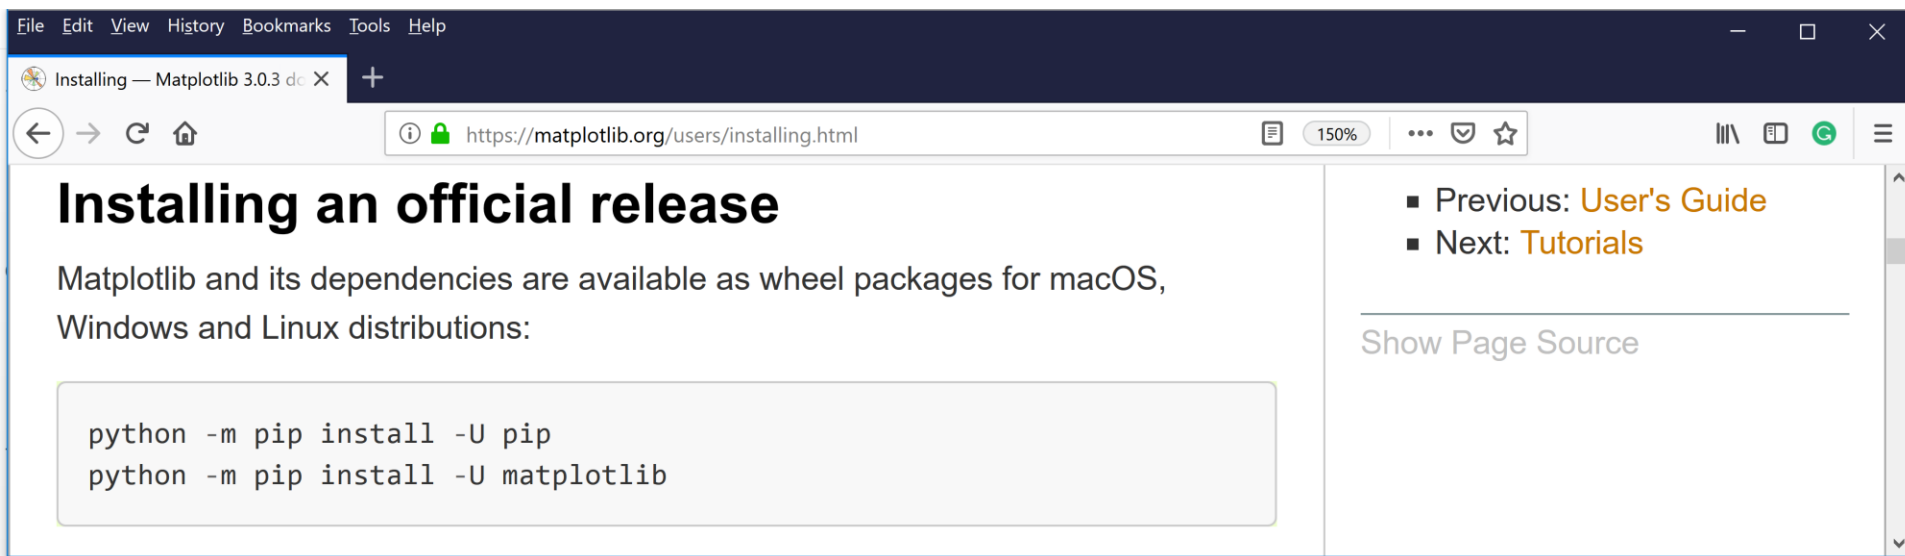 File Edit View History Bookmarks Tools Help
Installing — Matplotlib 3.0.3 do
https://matplotlib.org/users/installing.html
150%
Installing an official release
Matplotlib and its dependencies are available as wheel packages for macOS,
Windows and Linux distributions:
python -m pip install -U pip
python -m pip install -U matplotlib
Previous: User's Guide
Next: Tutorials
Show Page Source